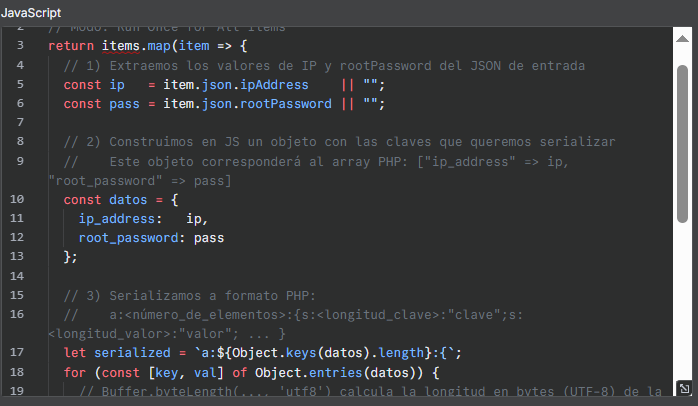 JavaScript
2 // Modo: Run Once for All Items
3 return items.map(item => {
4 // 1) Extraemos los valores de IP y rootPassword del JSON de entrada
5 const ip = item.json.ipAddress || "";
6 const pass = item.json.rootPassword || "";
7
8 // 2) Construimos en JS un objeto con las claves que queremos serializar
9 // Este objeto corresponderá al array PHP: ["ip_address" => ip,
"root_password" => pass]
10 const datos = {
11 ip_address: ip,
12 root_password: pass
13 };
14
15 // 3) Serializamos a formato PHP:
16 // a:<número_de_elementos>:{s:<longitud_clave>:"clave";s:
<longitud_valor>:"valor"; ... }
17 let serialized = `a:${Object.keys(datos).length}:{`;
18 for (const [key, val] of Object.entries(datos)) {
19 // Buffer.byteLength(..., 'utf8') calcula la longitud en bytes (UTF-8) de la